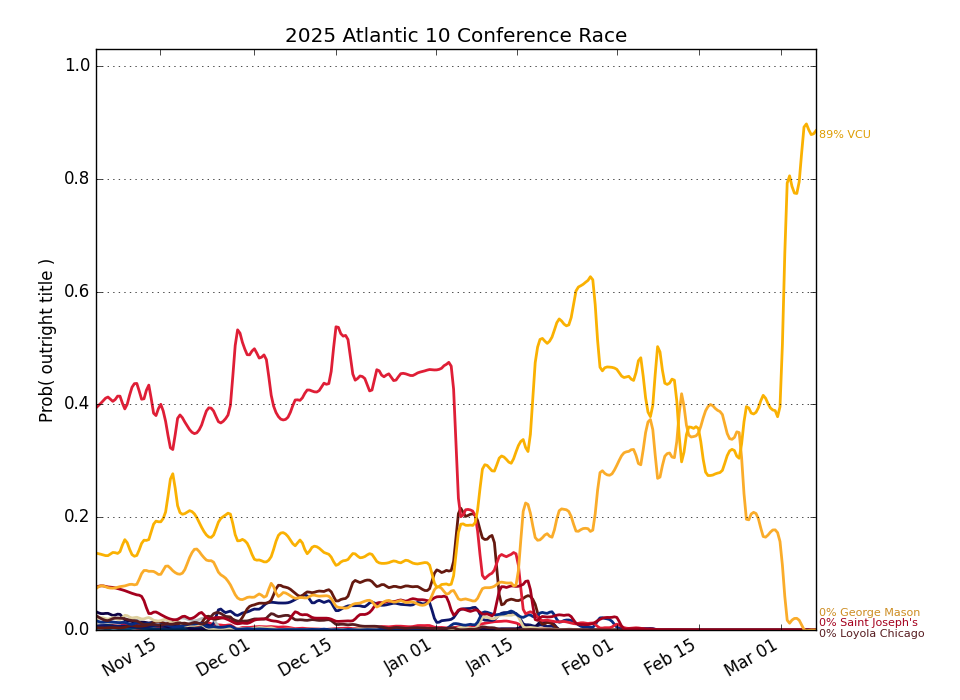 2025 Atlantic 10 Conference Race
Prob( outright title )
1.0
0.8
0.6
0.4
0.2
0.0
Nov 15
Dec 01
Dec 15
Jan 01
Jan 15
Feb 01
Feb 15
Mar 01
89% VCU
0% George Mason
0% Saint Joseph's
0% Loyola Chicago